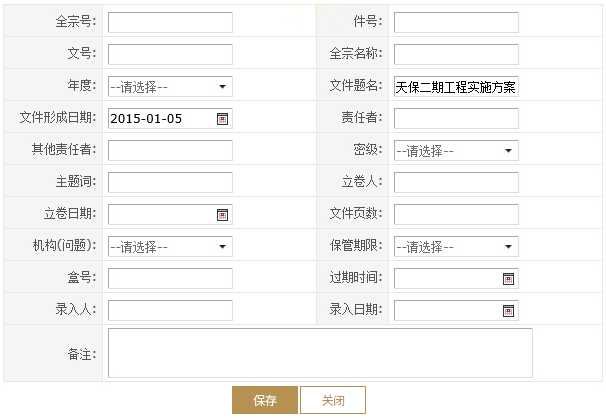 全宗号: 件号:
文号: 全宗名称:
年度: --请选择-- 文件题名: 天保二期工程实施方案
文件形成日期: 2015-01-05 责任者:
其他责任者: 密级: --请选择--
主题词: 立卷人:
立卷日期: 文件页数:
机构(问题): --请选择-- 保管期限: --请选择--
盒号: 过期时间:
录入人: 录入日期:
备注:
保存 关闭